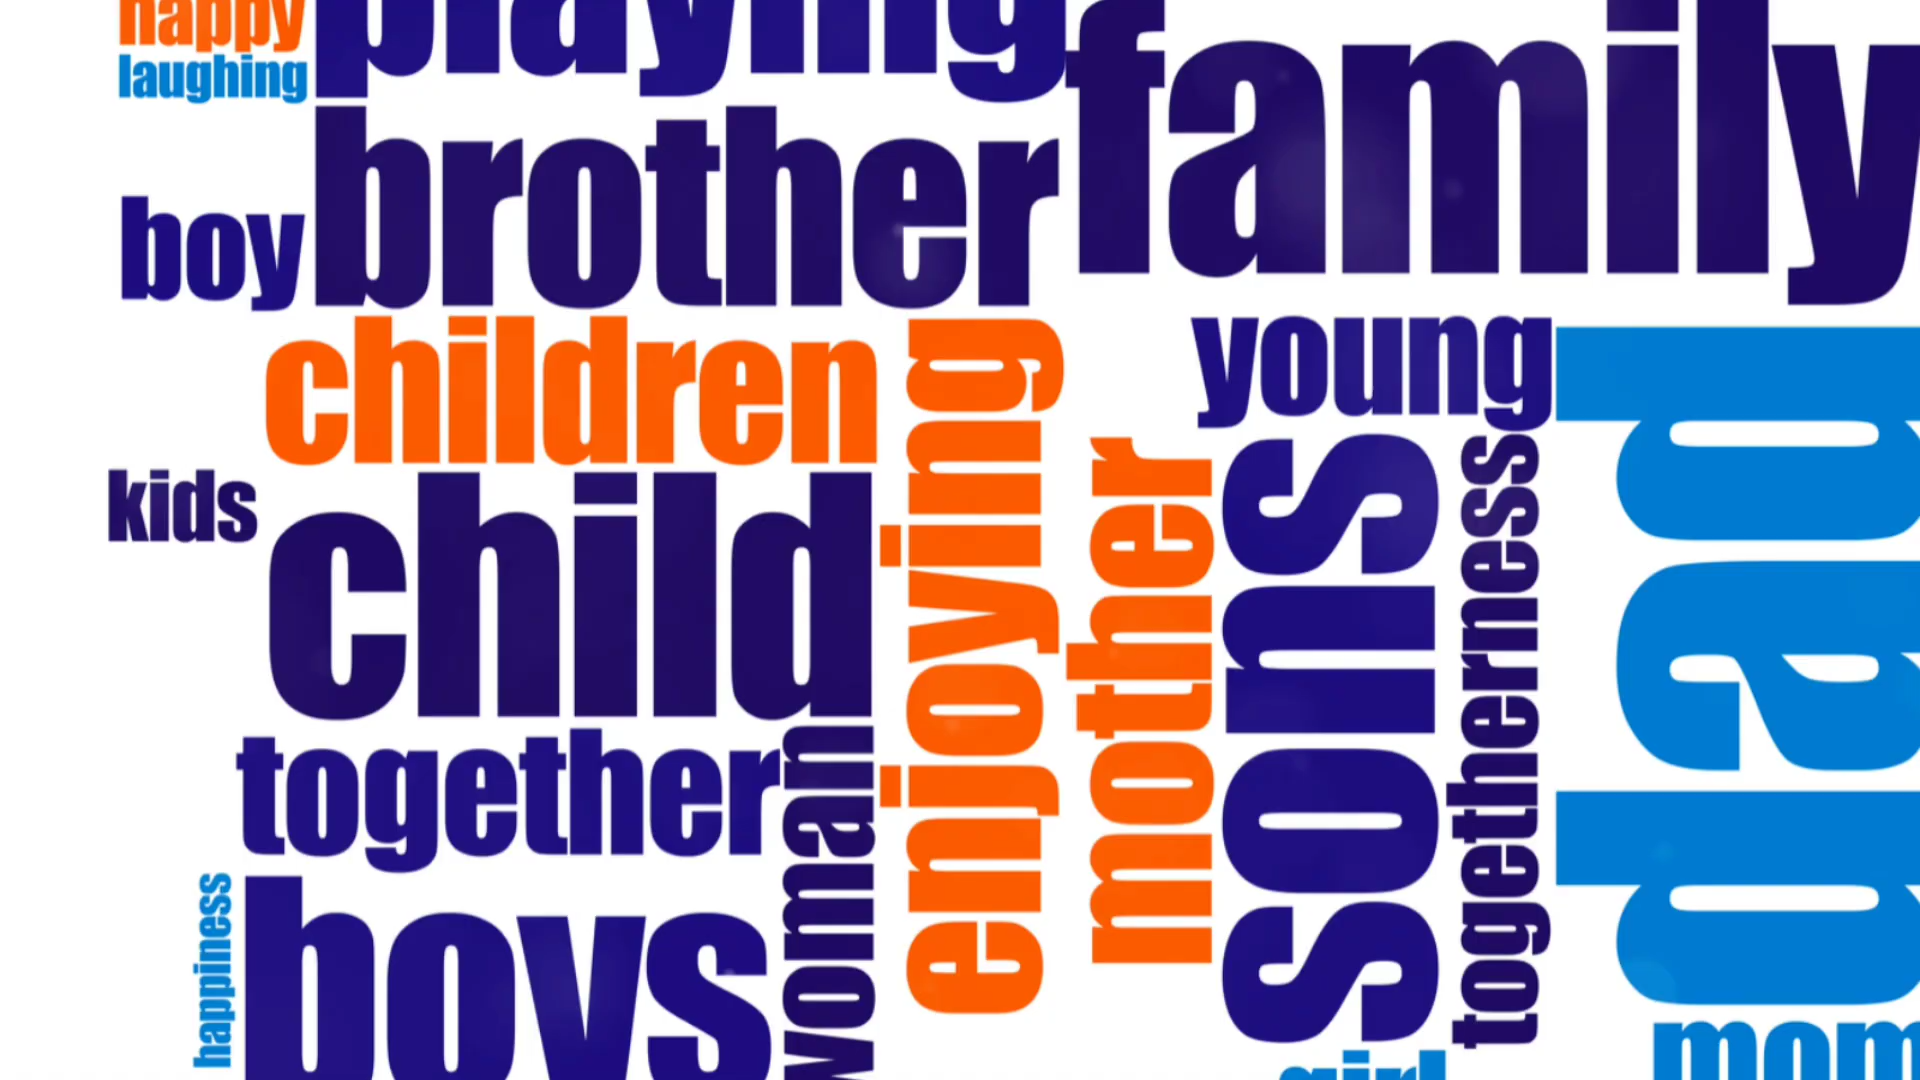 happy
playing
family
laughing
brother
boy
children
enjoying
young
dad
kids
child
mother
sons
togetherness
together
woman
happiness
boys
girl
mom